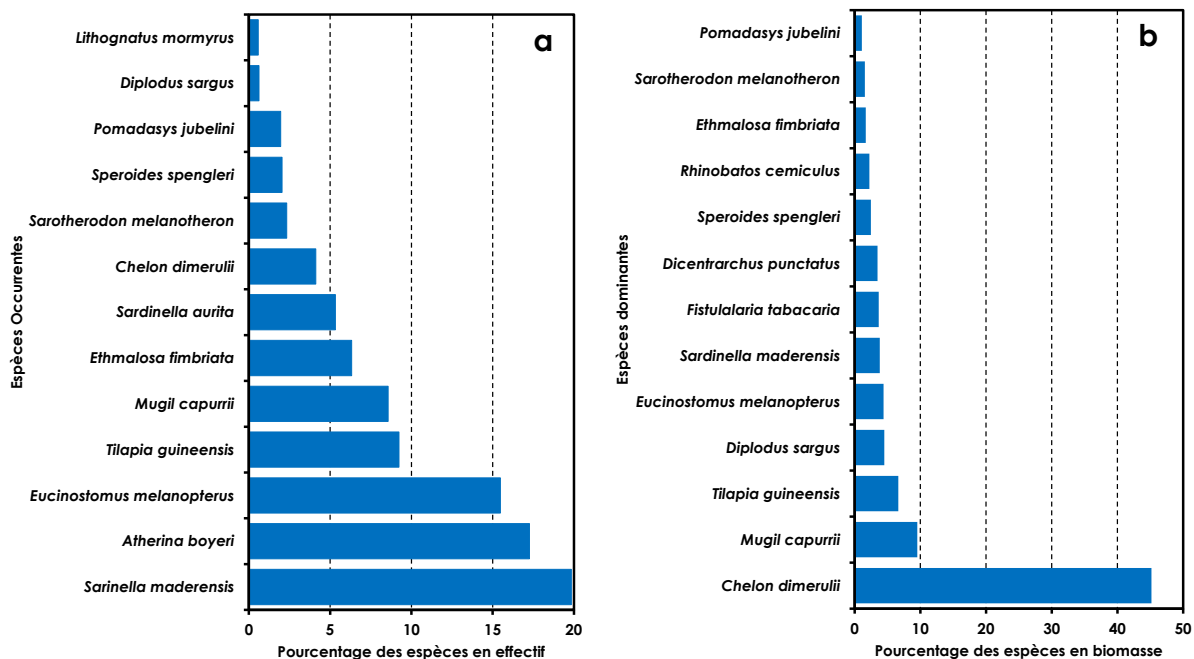 a
Espèces Occurrentes
Lithognatus mormyrus
Diplodus sargus
Pomadasys jubelini
Speroides spengleri
Sarotherodon melanotheron
Chelon dimerulii
Sardinella aurita
Ethmalosa fimbriata
Mugil capurrii
Tilapia guineensis
Eucinostomus melanopterus
Atherina boyeri
Sarinella maderensis
0 5 10 15 20
Pourcentage des espèces en effectif
b
Espèces dominantes
Pomadasys jubelini
Sarotherodon melanotheron
Ethmalosa fimbriata
Rhinobatos cemiculus
Speroides spengleri
Dicentrarchus punctatus
Fistulalaria tabacaria
Sardinella maderensis
Eucinostomus melanopterus
Diplodus sargus
Tilapia guineensis
Mugil capurrii
Chelon dimerulii
0 10 20 30 40 50
Pourcentage des espèces en biomasse